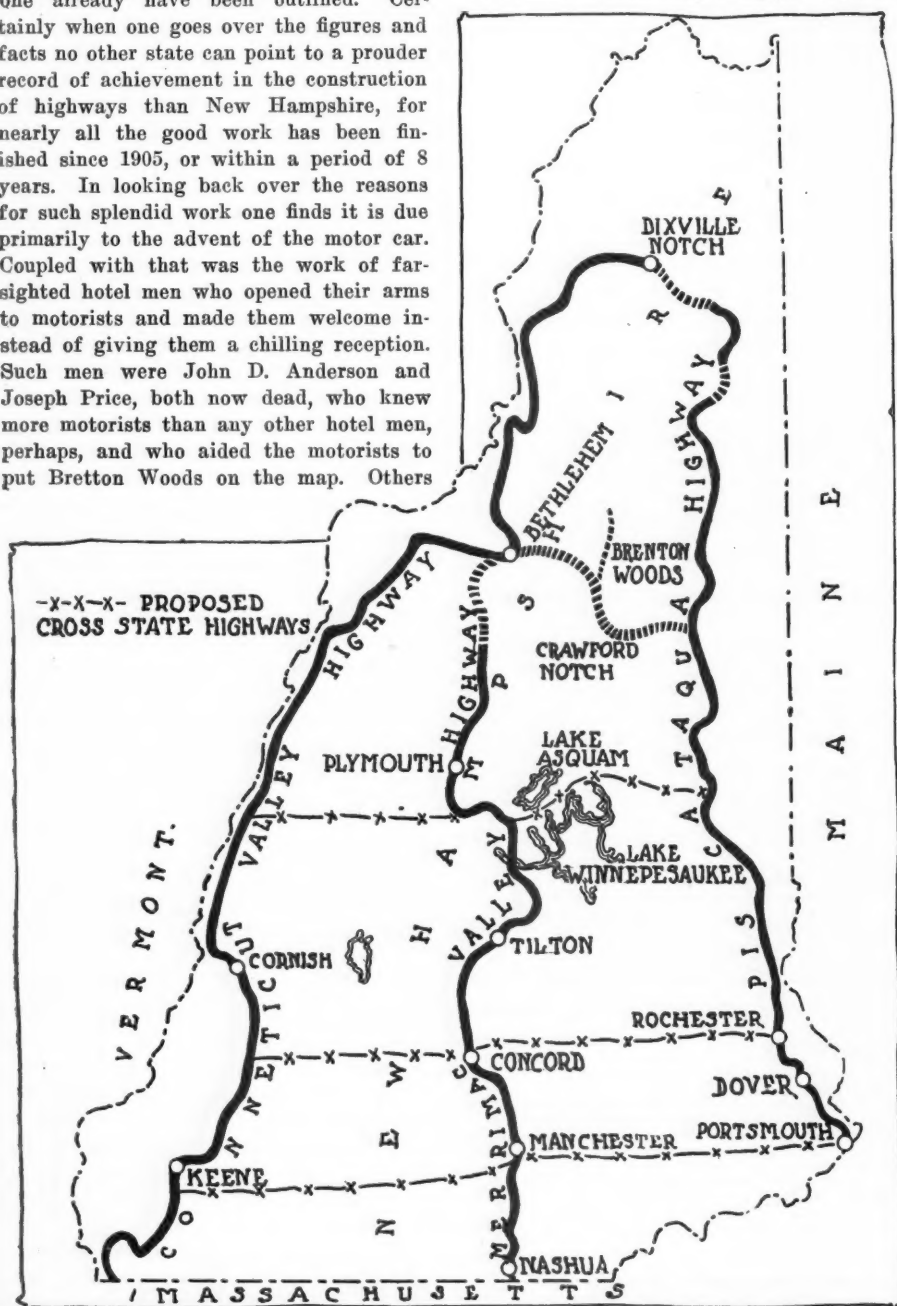 one already have been outlined. Cer-
tainly when one goes over the figures and
facts no other state can point to a prouder
record of achievement in the construction
of highways than New Hampshire, for
nearly all the good work has been fin-
ished since 1905, or within a period of 8
years. In looking back over the reasons
for such splendid work one finds it is due
primarily to the advent of the motor car.
Coupled with that was the work of far-
sighted hotel men who opened their arms
to motorists and made them welcome in-
stead of giving them a chilling reception.
Such men were John D. Anderson and
Joseph Price, both now dead, who knew
more motorists than any other hotel men,
perhaps, and who aided the motorists to
put Bretton Woods on the map. Others
-X-X-X- PROPOSED
CROSS STATE HIGHWAYS
DIXVILLE
NOTCH
BETHLEHEM
BRENTON
WOODS
CRAWFORD
NOTCH
PLYMOUTH
LAKE
ASQUAM
LAKE
WINNEPESAUKEE
TILTON
CORNISH
ROCHESTER
CONCORD
DOVER
PORTSMOUTH
MANCHESTER
KEENE
NASHUA
CONNETICUT VALLEY HIGHWAY
MERRIMAC VALLEY HIGHWAY
PISCATAQUA HIGHWAY
NEW HAMPSHIRE
VERMONT.
MAINE
MASSACHUSETTS